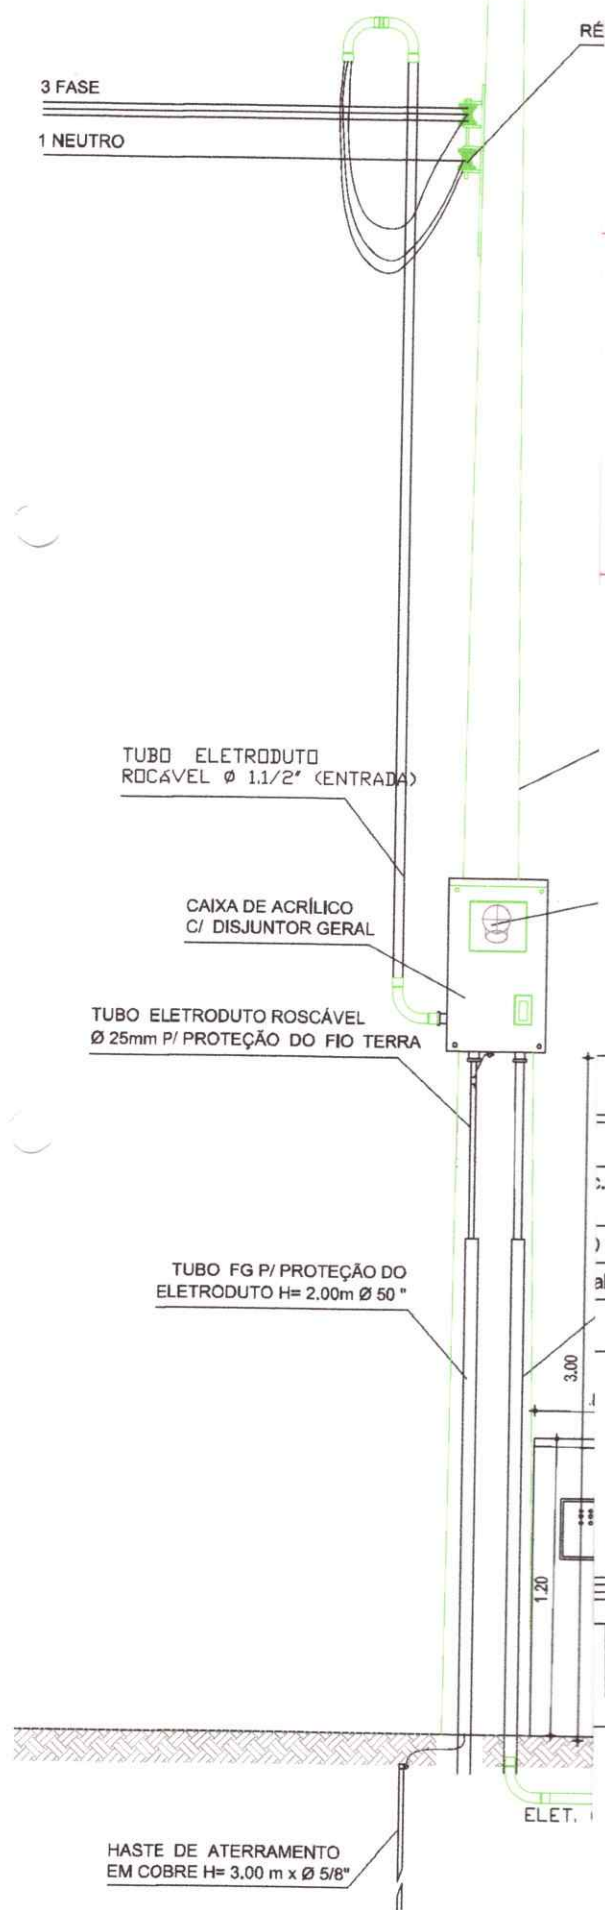 RÉ
3 FASE
1 NEUTRO
TUBO ELETRODUTO
ROCÁVEL Ø 1.1/2" (ENTRADA)
CAIXA DE ACRÍLICO
C/ DISJUNTOR GERAL
TUBO ELETRODUTO ROSCÁVEL
Ø 25mm P/ PROTEÇÃO DO FIO TERRA
TUBO FG P/ PROTEÇÃO DO
ELETRODUTO H= 2.00m Ø 50 "
3.00
1.20
ELET.
HASTE DE ATERRAMENTO
EM COBRE H= 3,00 m x Ø 5/8"